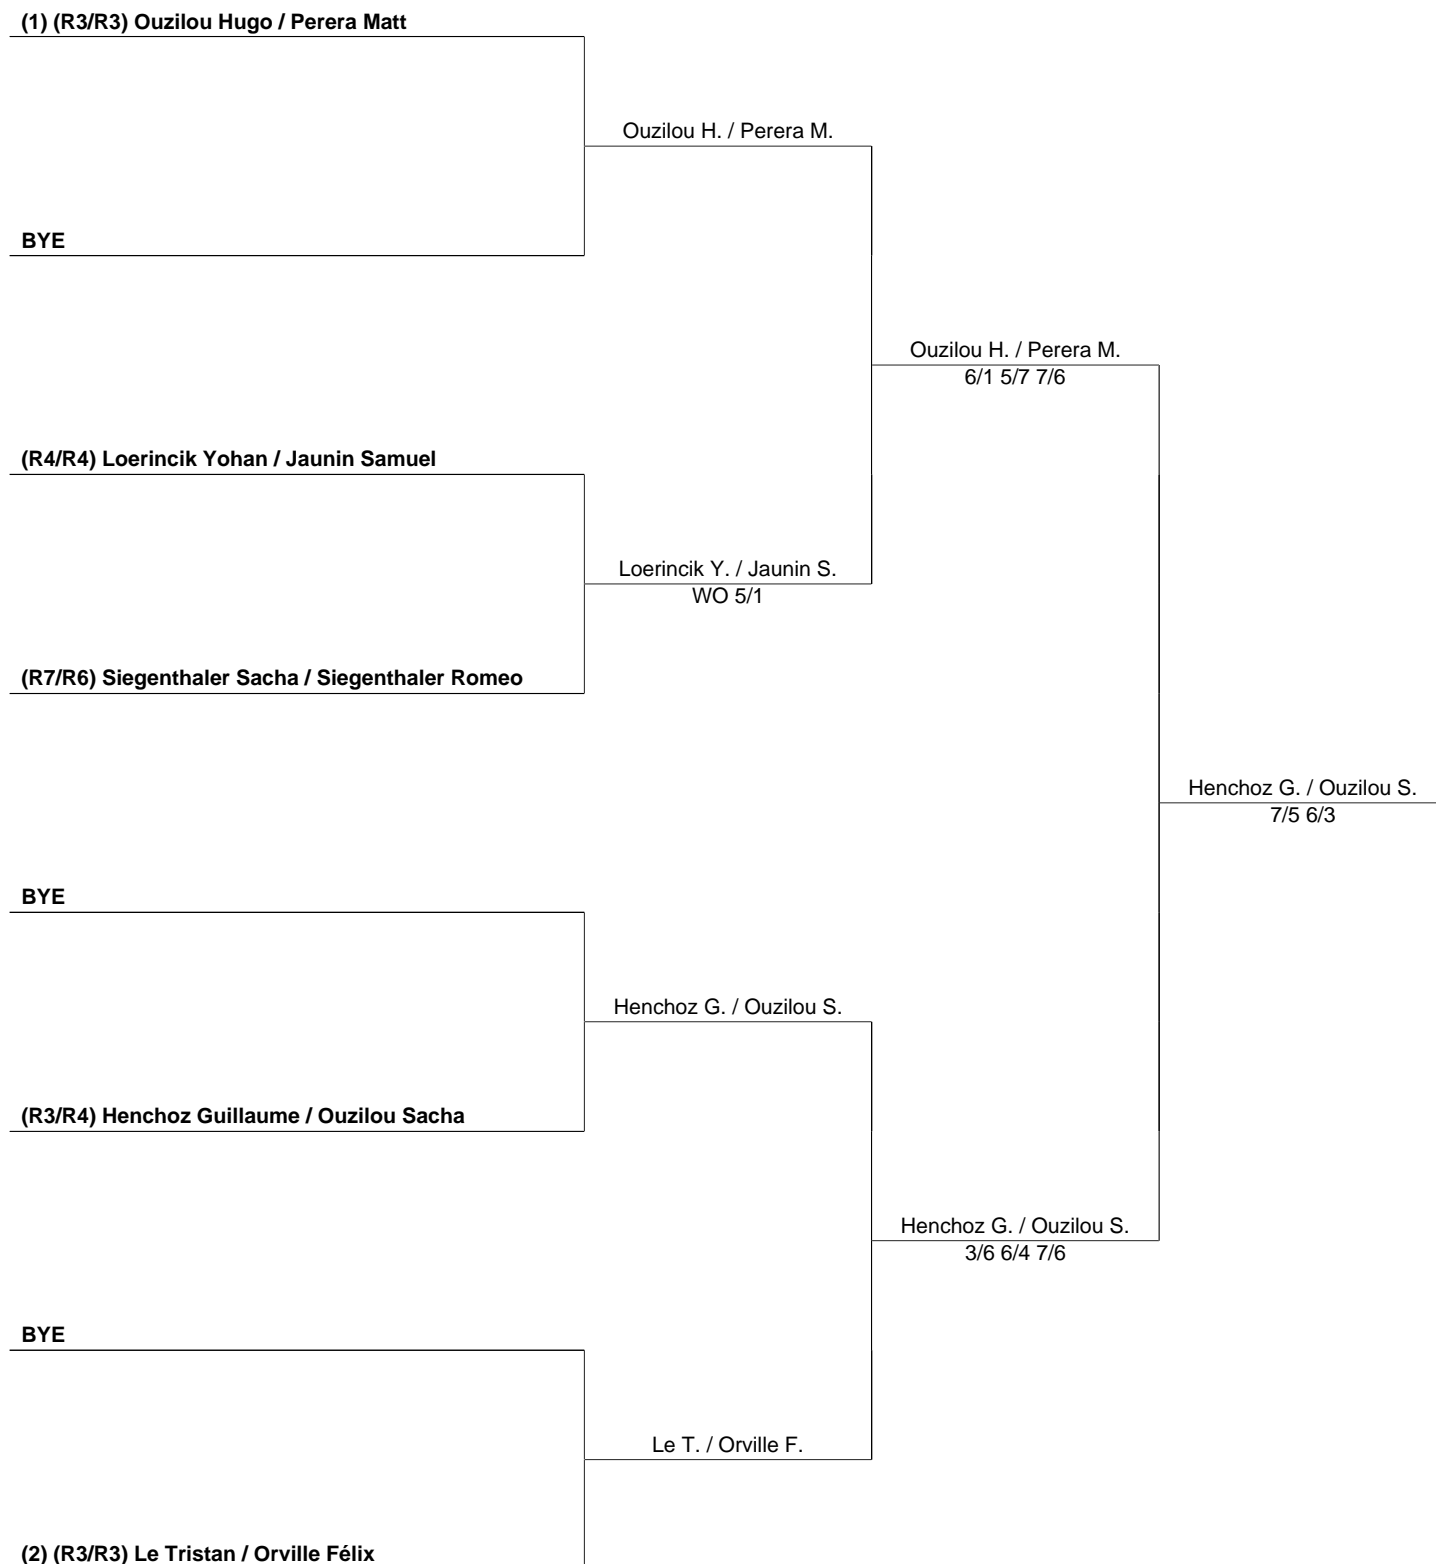 (1) (R3/R3) Ouzilou Hugo / Perera Matt
Ouzilou H. / Perera M.
BYE
Ouzilou H. / Perera M.
6/1 5/7 7/6
(R4/R4) Loerincik Yohan / Jaunin Samuel
Loerincik Y. / Jaunin S.
WO 5/1
(R7/R6) Siegenthaler Sacha / Siegenthaler Romeo
Henchoz G. / Ouzilou S.
7/5 6/3
BYE
Henchoz G. / Ouzilou S.
(R3/R4) Henchoz Guillaume / Ouzilou Sacha
Henchoz G. / Ouzilou S.
3/6 6/4 7/6
BYE
Le T. / Orville F.
(2) (R3/R3) Le Tristan / Orville Félix